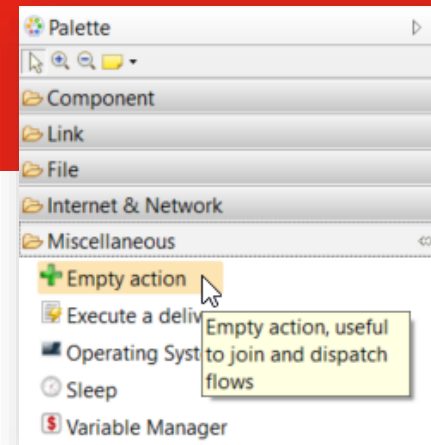 Palette
Component
Link
File
Internet & Network
Miscellaneous
Empty action
Execute a deliv
Operating Syst
Empty action, useful
to join and dispatch
flows
Sleep
Variable Manager